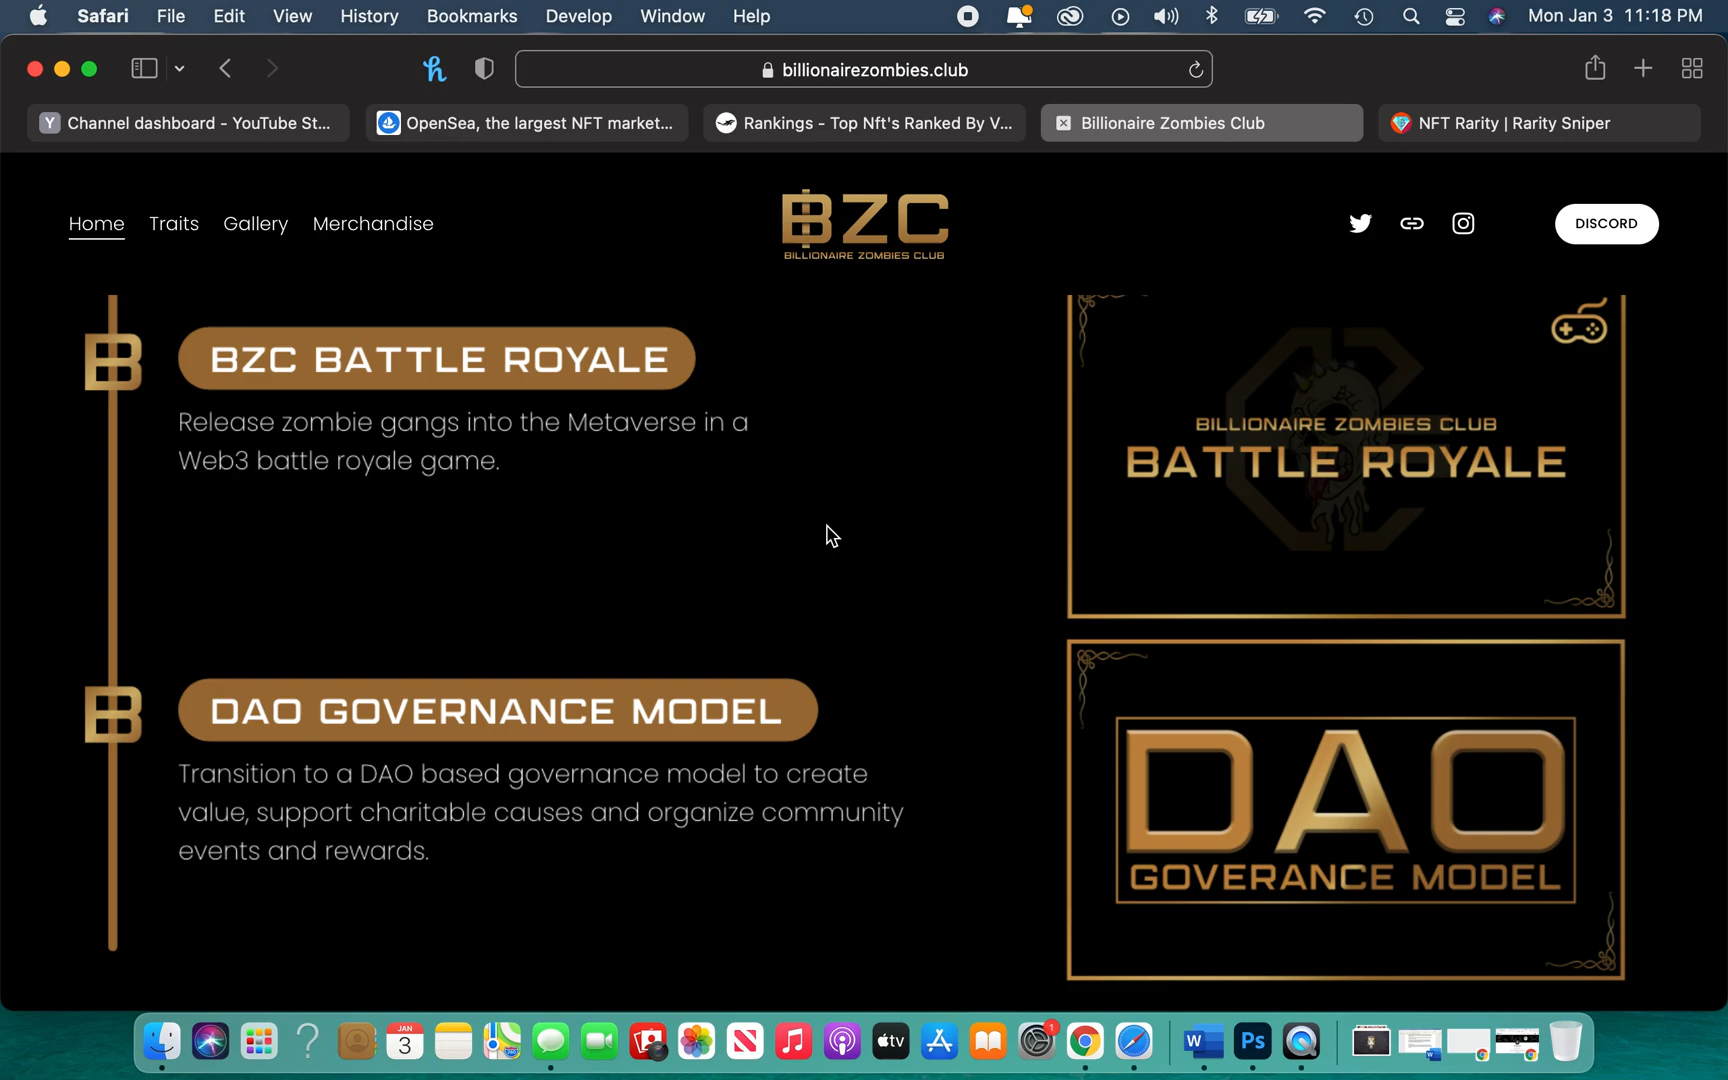 Safari File Edit View History Bookmarks Develop Window Help Mon Jan 3 11:18 PM
billionairezombies.club
Y Channel dashboard - YouTube St... OpenSea, the largest NFT market... Rankings - Top Nft's Ranked By V... Billionaire Zombies Club NFT Rarity | Rarity Sniper
Home Traits Gallery Merchandise
BZC
BILLIONAIRE ZOMBIES CLUB
DISCORD
BZC BATTLE ROYALE
Release zombie gangs into the Metaverse in a
Web3 battle royale game.
BILLIONAIRE ZOMBIES CLUB
BATTLE ROYALE
DAO GOVERNANCE MODEL
Transition to a DAO based governance model to create
value, support charitable causes and organize community
events and rewards.
DAO
GOVERANCE MODEL
JAN
3
tv
1
W
Ps